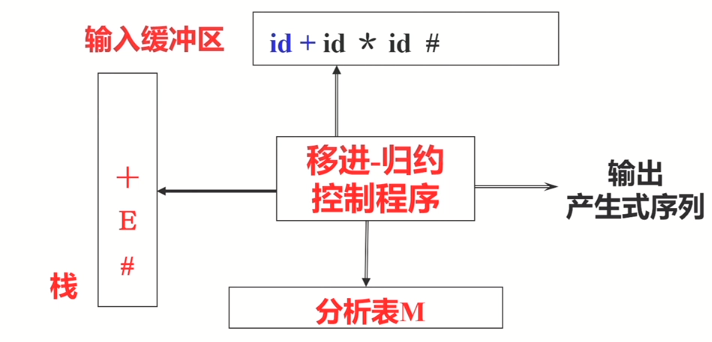 输入缓冲区
id + id * id #
移进-归约
控制程序
输出
产生式序列
+
E
#
栈
分析表M